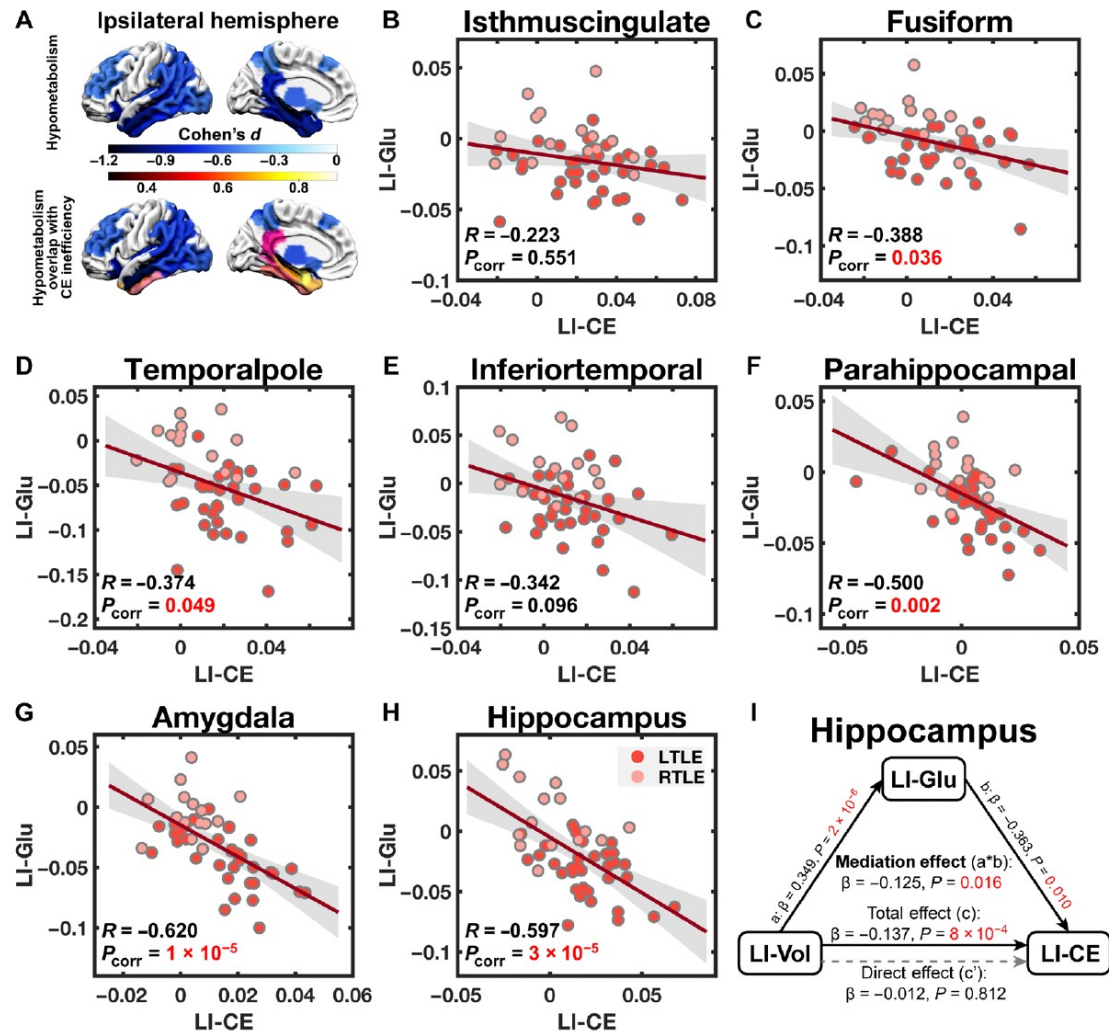 A
Ipsilateral hemisphere
Hypometabolism
Cohen's d
−1.2 −0.9 −0.6 −0.3 0
0.4 0.6 0.8
Hypometabolism
overlap with
CE inefficiency
B
Isthmuscingulate
LI-Glu
0.05
0
−0.05
−0.1
R = −0.223
Pcorr = 0.551
−0.04 0 0.04 0.08
LI-CE
C
Fusiform
LI-Glu
0.05
0
−0.05
−0.1
R = −0.388
Pcorr = 0.036
−0.04 0 0.04
LI-CE
D
Temporalpole
LI-Glu
0.05
0
−0.05
−0.1
−0.15
−0.2
R = −0.374
Pcorr = 0.049
−0.04 0 0.04
LI-CE
E
Inferiortemporal
LI-Glu
0.1
0.05
0
−0.05
−0.1
−0.15
R = −0.342
Pcorr = 0.096
−0.04 0 0.04
LI-CE
F
Parahippocampal
LI-Glu
0.05
0
−0.05
−0.1
R = −0.500
Pcorr = 0.002
−0.05 0 0.05
LI-CE
G
Amygdala
LI-Glu
0.05
0
−0.05
−0.1
R = −0.620
Pcorr = 1 × 10⁻⁵
−0.02 0 0.02 0.04 0.06
LI-CE
H
Hippocampus
LTLE
RTLE
LI-Glu
0.05
0
−0.05
−0.12
R = −0.597
Pcorr = 3 × 10⁻⁵
−0.04 0 0.05
LI-CE
I
Hippocampus
LI-Glu
a: β = 0.349, P = 2 × 10⁻⁶
b: β = −0.363, P = 0.010
Mediation effect (a*b):
β = −0.125, P = 0.016
Total effect (c):
β = −0.137, P = 8 × 10⁻⁴
LI-Vol
LI-CE
Direct effect (c'):
β = −0.012, P = 0.812